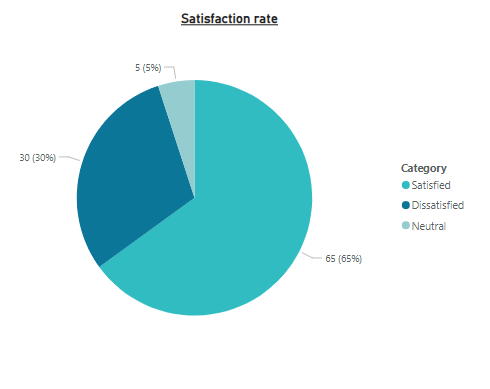 Satisfaction rate
5 (5%)
30 (30%)
Category
Satisfied
Dissatisfied
Neutral
65 (65%)